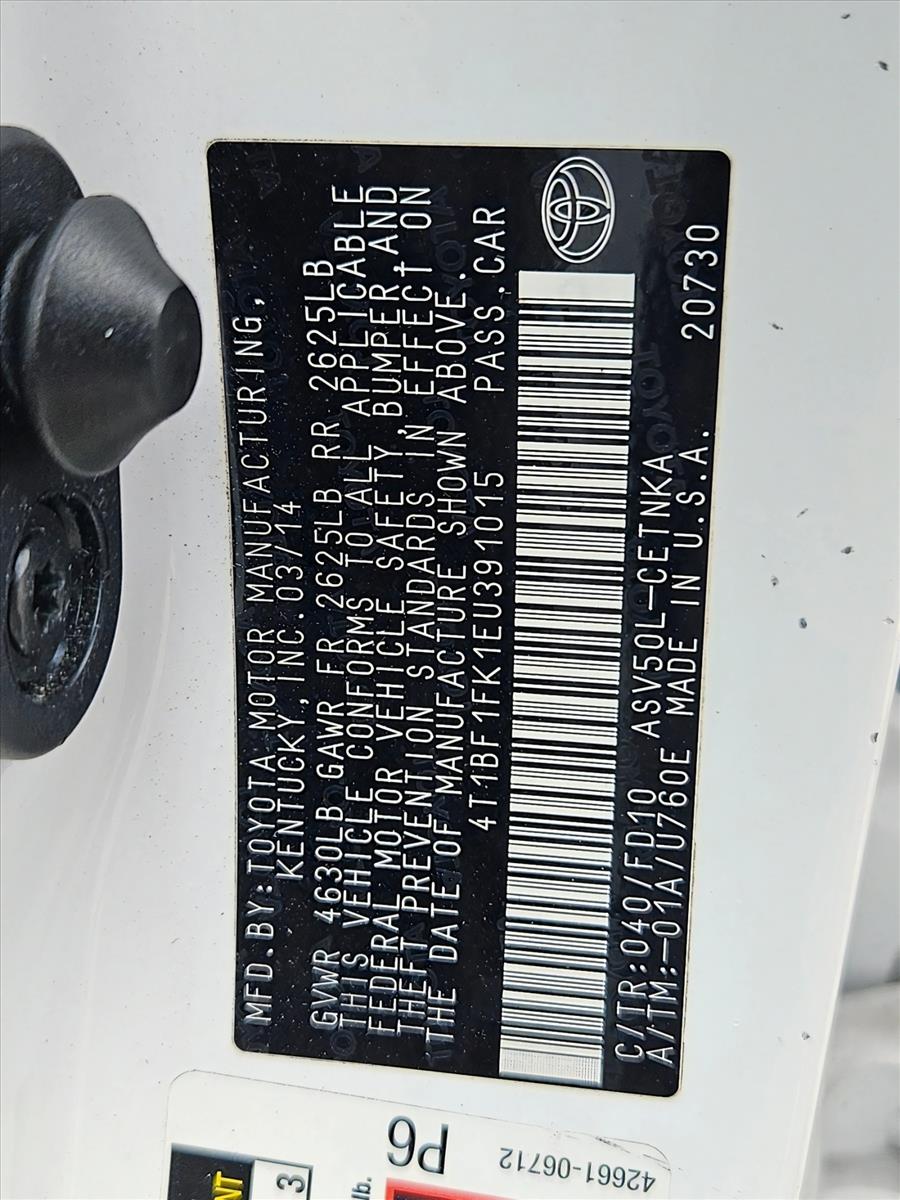 MFD.BY:TOYOTA MOTOR MANUFACTURING,
KENTUCKY, INC. 03/14
GVWR 4630LB GAWR FR 2625LB RR 2625LB
THIS VEHICLE CONFORMS TO ALL APPLICABLE
FEDERAL MOTOR VEHICLE SAFETY, BUMPER, AND
THEFT PREVENTION STANDARDS IN EFFECT ON
THE DATE OF MANUFACTURE SHOWN ABOVE.
4T1BF1FK1EU391015 PASS.CAR
C/TR:040/FD10 ASV50L-CETNKA 20730
A/TM:-01A/U760E MADE IN U.S.A.
P6
42661-06712
NT
3
lb.